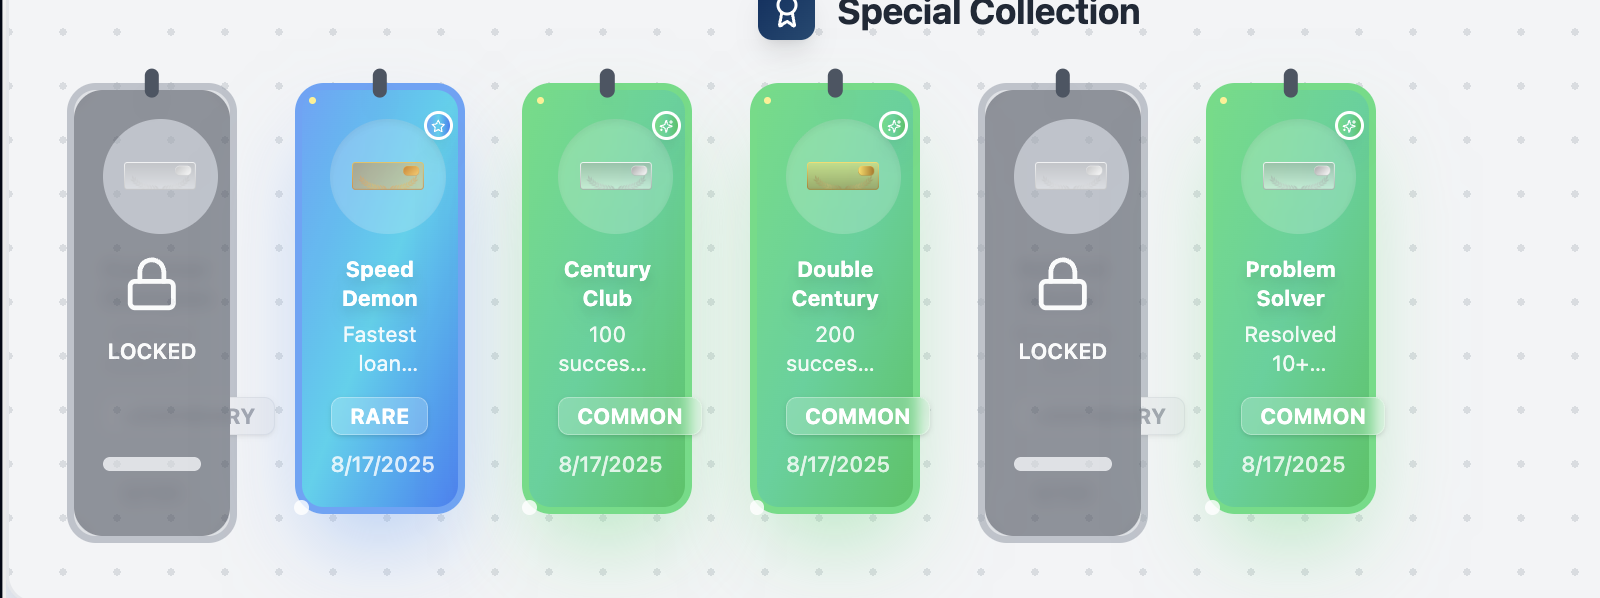 Special Collection
LOCKED
RY
Speed
Demon
Fastest
loan...
RARE
8/17/2025
Century
Club
100
succes...
COMMON
8/17/2025
Double
Century
200
succes...
COMMON
8/17/2025
LOCKED
RY
Problem
Solver
Resolved
10+...
COMMON
8/17/2025